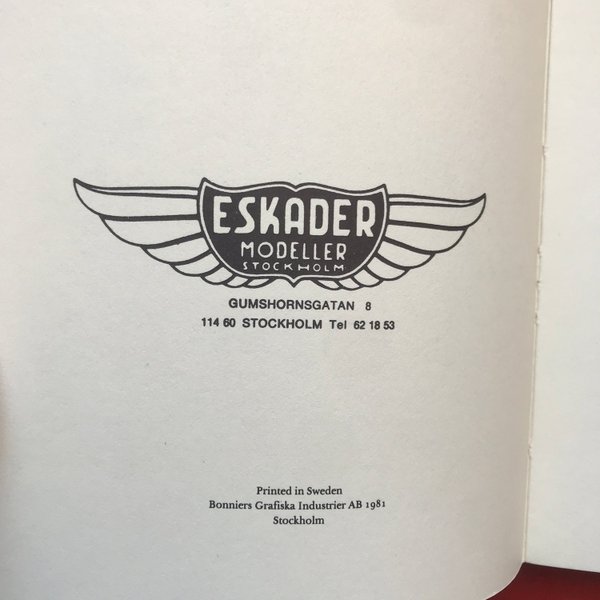 ESKADER
MODELLER
STOCKHOLM
GUMSHORNSGATAN 8
114 60 STOCKHOLM Tel 62 18 53
Printed in Sweden
Bonniers Grafiska Industrier AB 1981
Stockholm